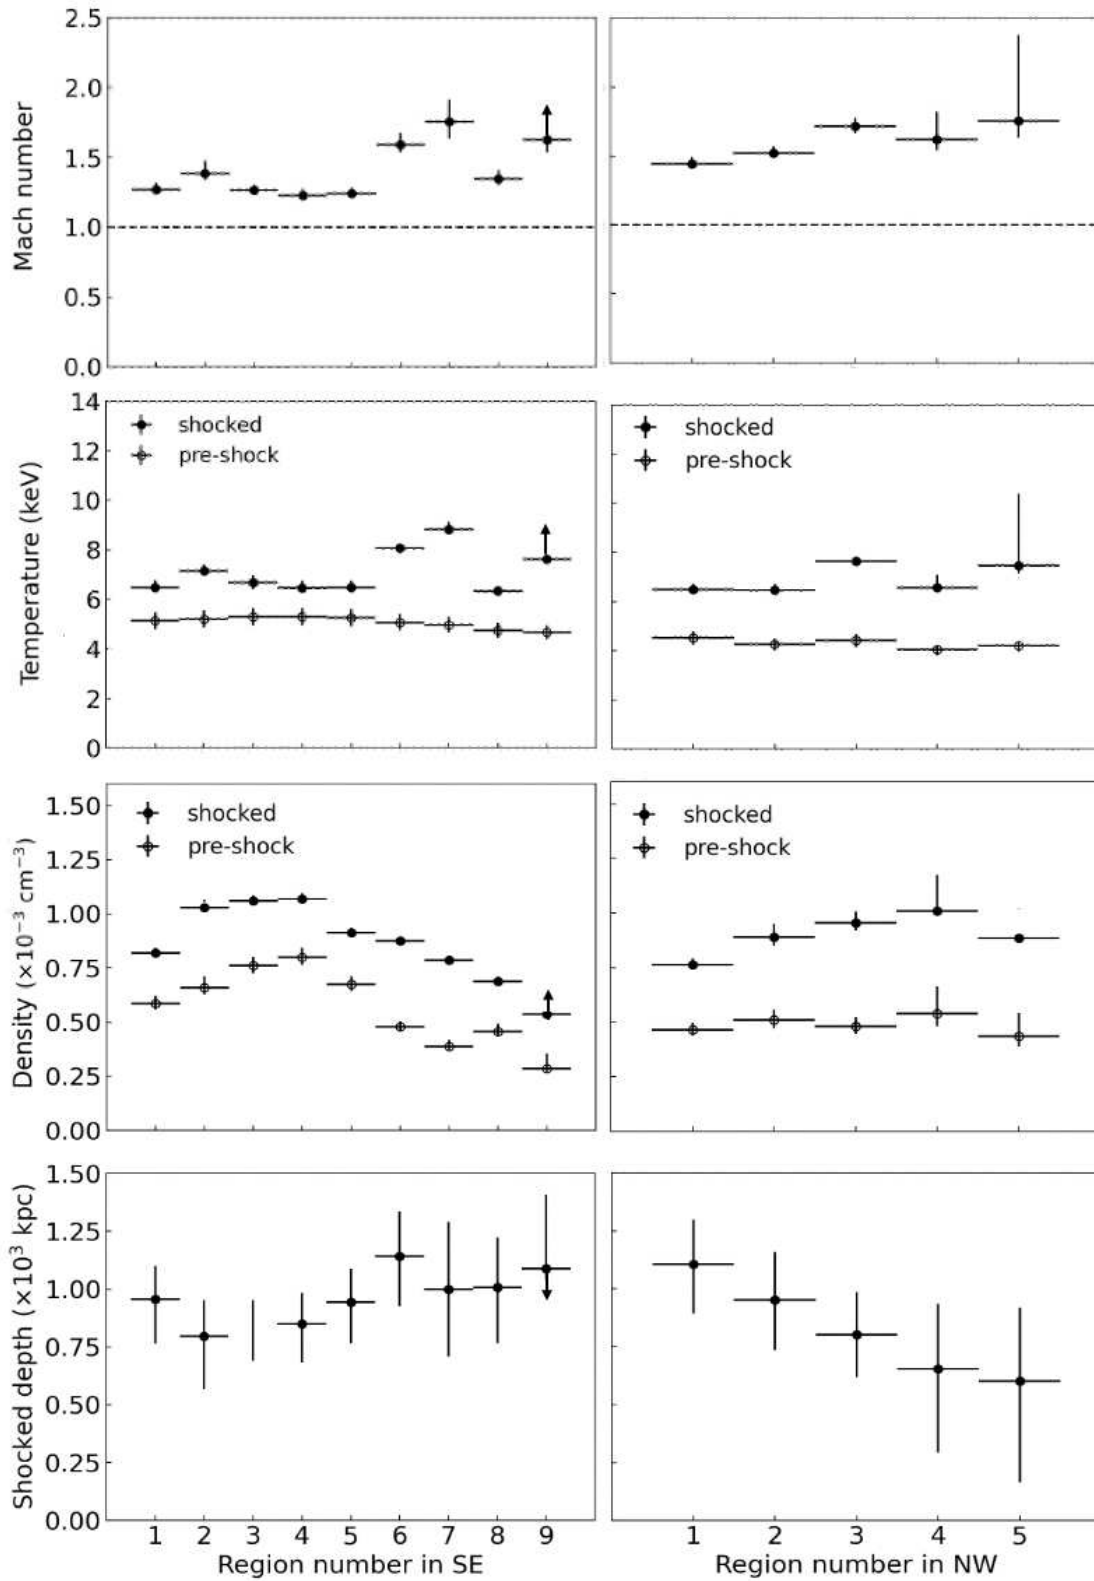 2.5
2.0
1.5
1.0
0.5
0.0
Mach number
14
12
10
8
6
4
2
0
Temperature (keV)
shocked
pre-shock
shocked
pre-shock
1.50
1.25
1.00
0.75
0.50
0.25
0.00
Density (×10⁻³ cm⁻³)
shocked
pre-shock
shocked
pre-shock
1.50
1.25
1.00
0.75
0.50
0.25
0.00
Shocked depth (×10³ kpc)
1 2 3 4 5 6 7 8 9
Region number in SE
1 2 3 4 5
Region number in NW